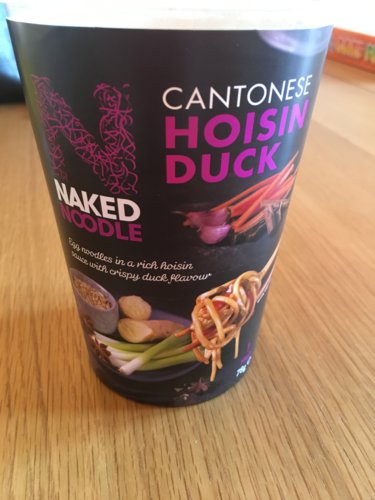 CANTONESE
HOISIN
DUCK
N
NAKED
NOODLE
Egg noodles in a rich hoisin
sauce with crispy duck flavour